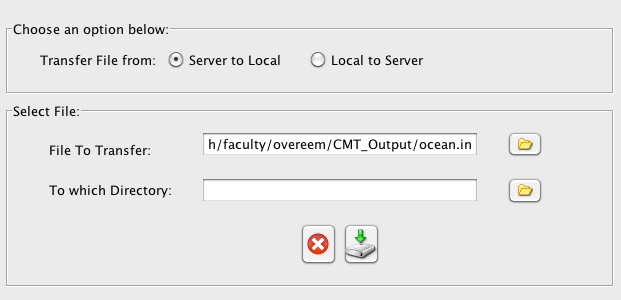 Choose an option below:
Transfer File from: Server to Local Local to Server
Select File:
File To Transfer: h/faculty/overeem/CMT_Output/ocean.in
To which Directory: